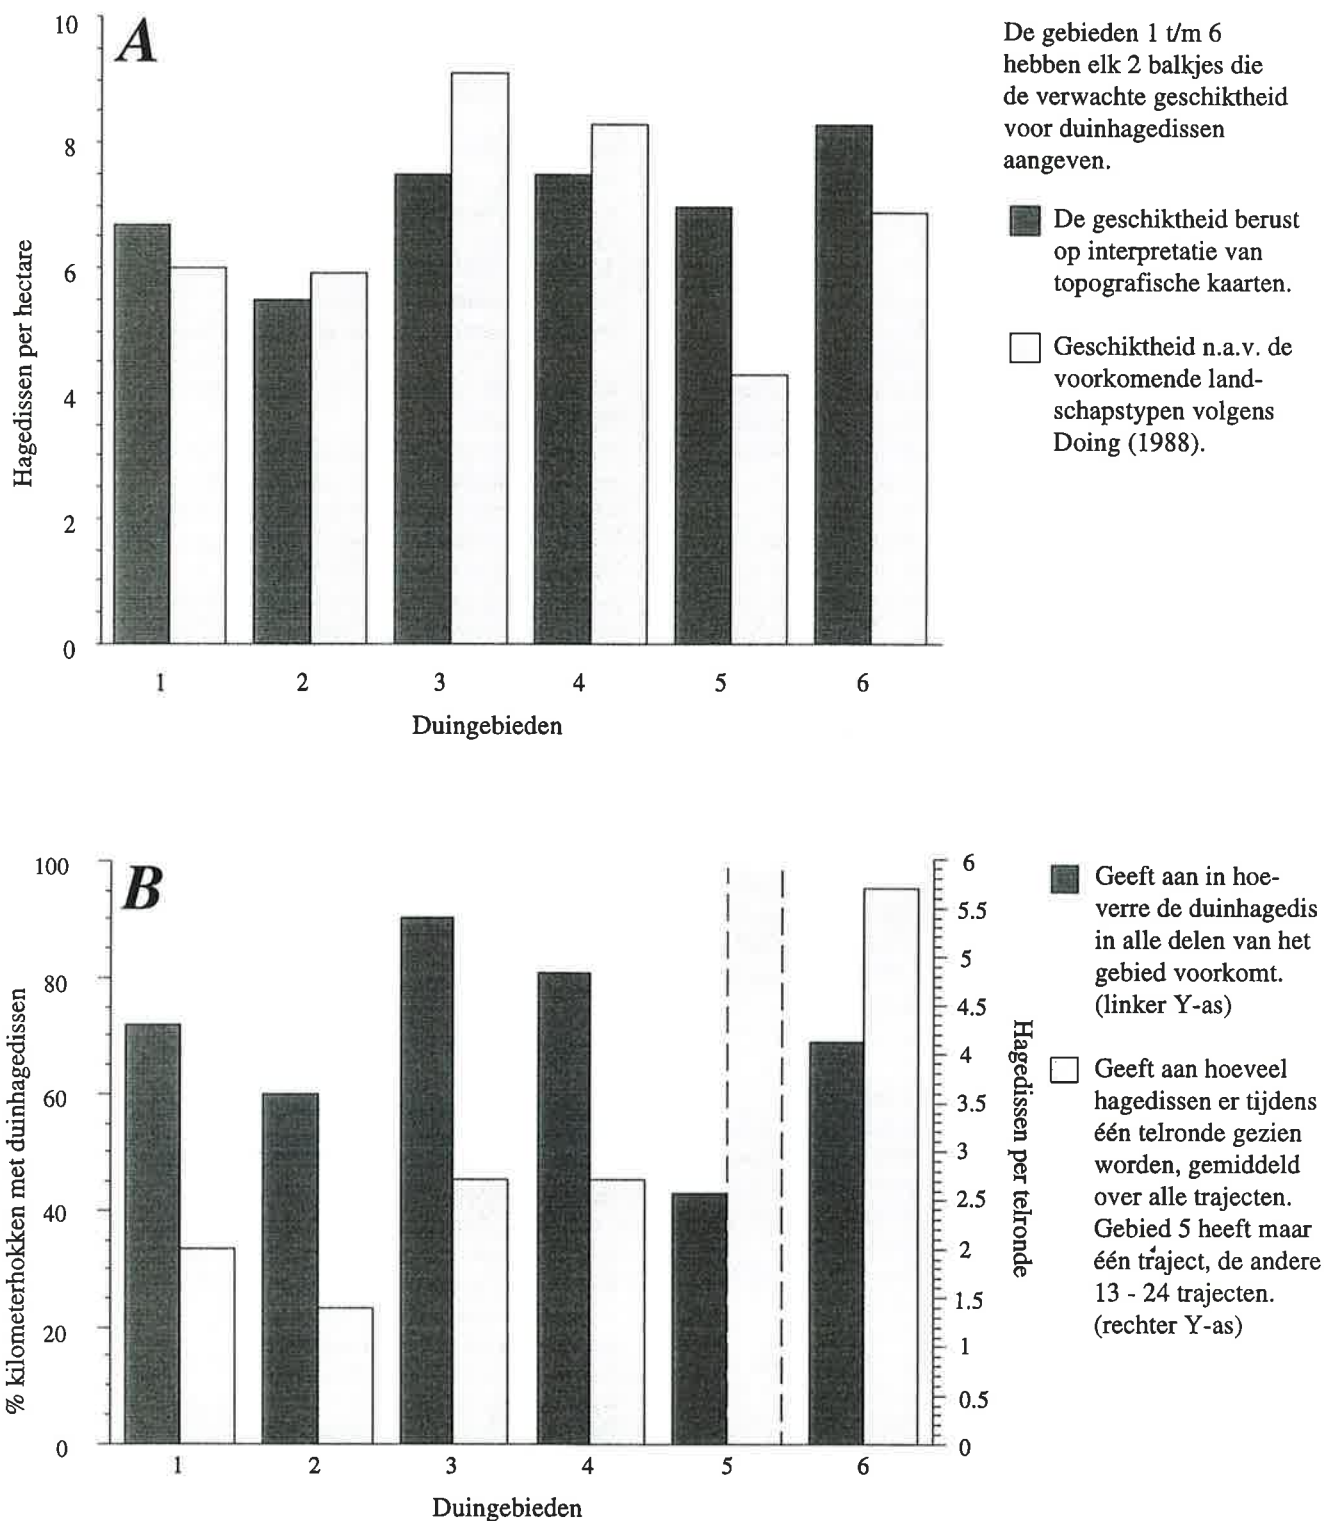 A
10
8
6
4
2
0
Hagedissen per hectare
1 2 3 4 5 6
Duingebieden
De gebieden 1 t/m 6
hebben elk 2 balkjes die
de verwachte geschiktheid
voor duinhagedissen
aangeven.
De geschiktheid berust
op interpretatie van
topografische kaarten.
Geschiktheid n.a.v. de
voorkomende land-
schapstypen volgens
Doing (1988).
B
100
80
60
40
20
0
% kilometerhokken met duinhagedissen
1 2 3 4 5 6
Duingebieden
6
5.5
5
4.5
4
3.5
3
2.5
2
1.5
1
0.5
0
Hagedissen per telronde
Geeft aan in hoe-
verre de duinhagedis
in alle delen van het
gebied voorkomt.
(linker Y-as)
Geeft aan hoeveel
hagedissen er tijdens
één telronde gezien
worden, gemiddeld
over alle trajecten.
Gebied 5 heeft maar
één traject, de andere
13 - 24 trajecten.
(rechter Y-as)